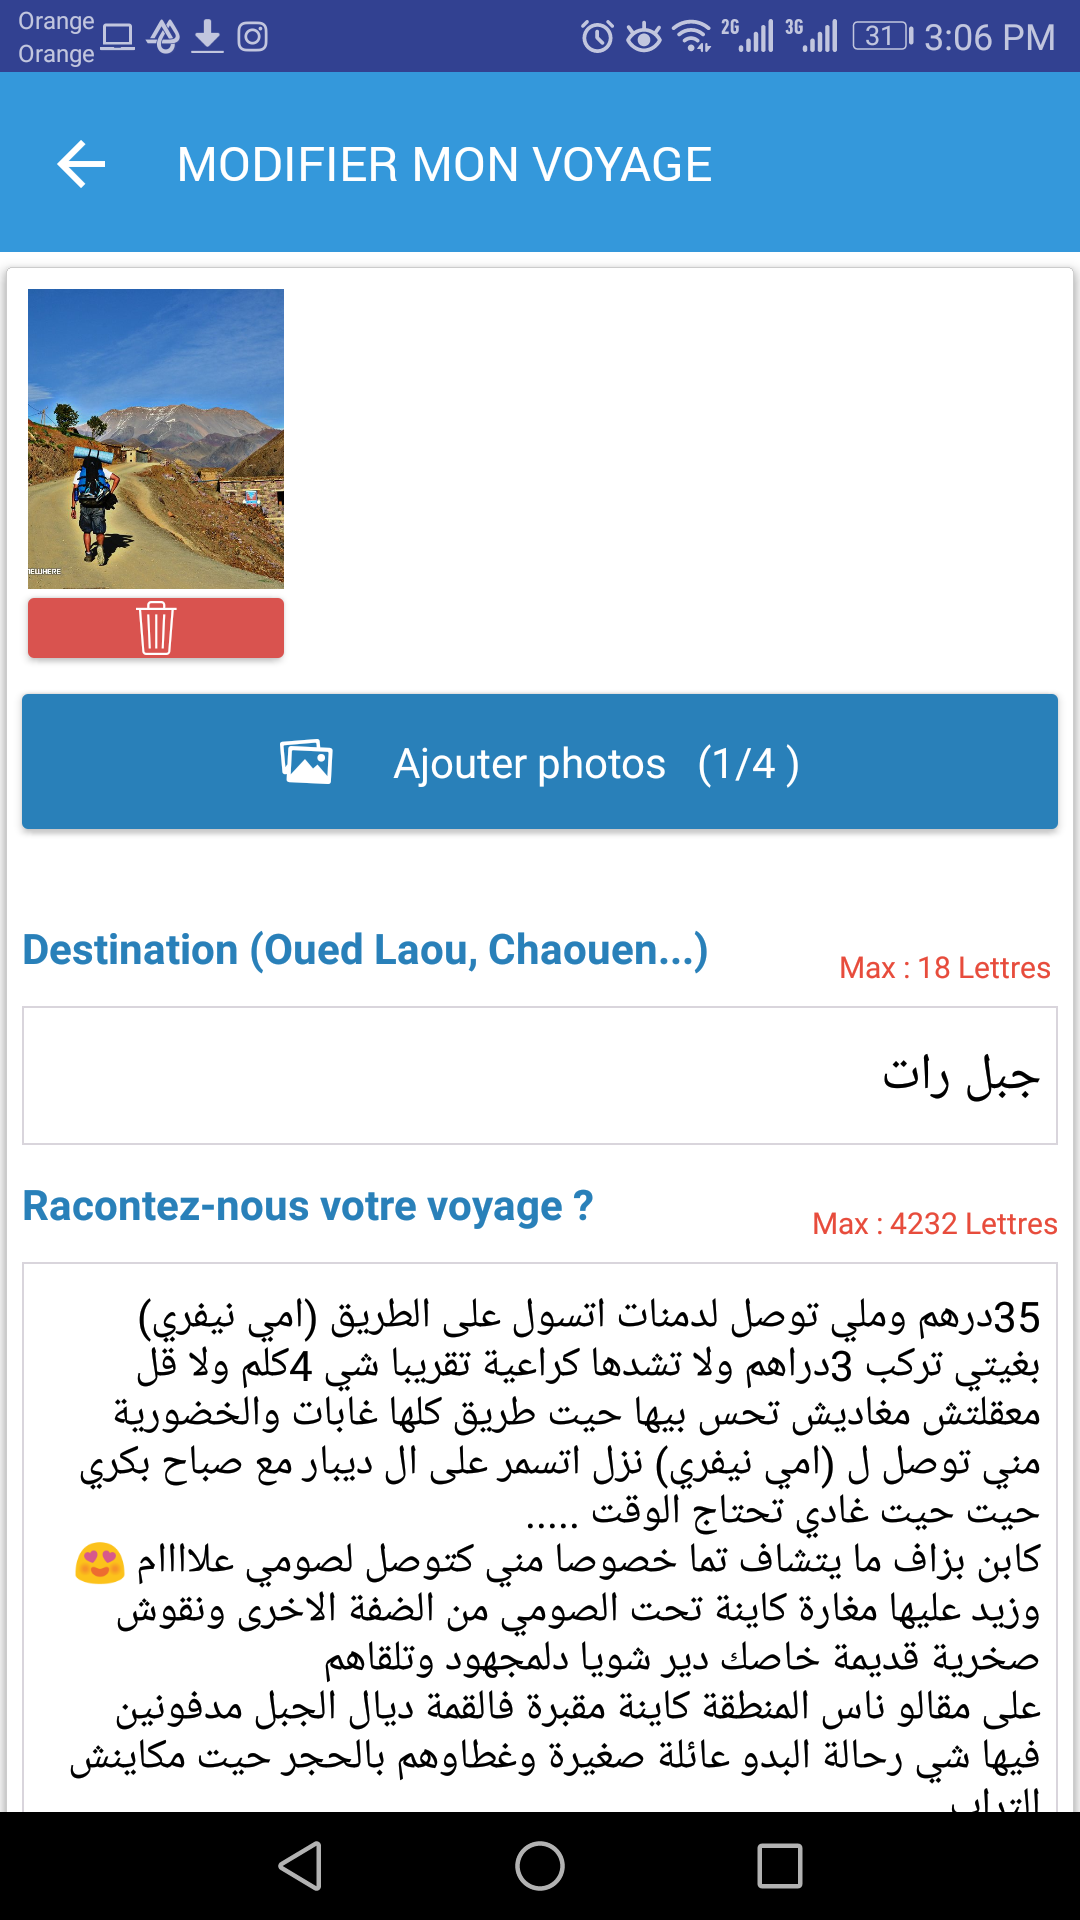 Orange
Orange
2G
3G
31
3:06 PM
MODIFIER MON VOYAGE
Ajouter photos (1/4 )
Destination (Oued Laou, Chaouen...)
Max : 18 Lettres
جبل رات
Racontez-nous votre voyage ?
Max : 4232 Lettres
35درهم وملي توصل لدمنات اتسول على الطريق (امي نيفري)
بغيتي تركب 3دراهم ولا تشدها كراعية تقريبا شي 4كلم ولا قل
معقلتش مغاديش تحس بيها حيت طريق كلها غابات والخضورية
مني توصل ل (امي نيفري) نزل اتسمر على ال ديبار مع صباح بكري
حيت حيت غادي تحتاج الوقت .....
كابن بزاف ما يتشاف تما خصوصا مني كتوصل لصومي علاااام 😍
وزيد عليها مغارة كاينة تحت الصومي من الضفة الاخرى ونقوش
صخرية قديمة خاصك دير شويا دلمجهود وتلقاهم
على مقالو ناس المنطقة كاينة مقبرة فالقمة ديال الجبل مدفونين
فيها شي رحالة البدو عائلة صغيرة وغطاوهم بالحجر حيت مكاينش